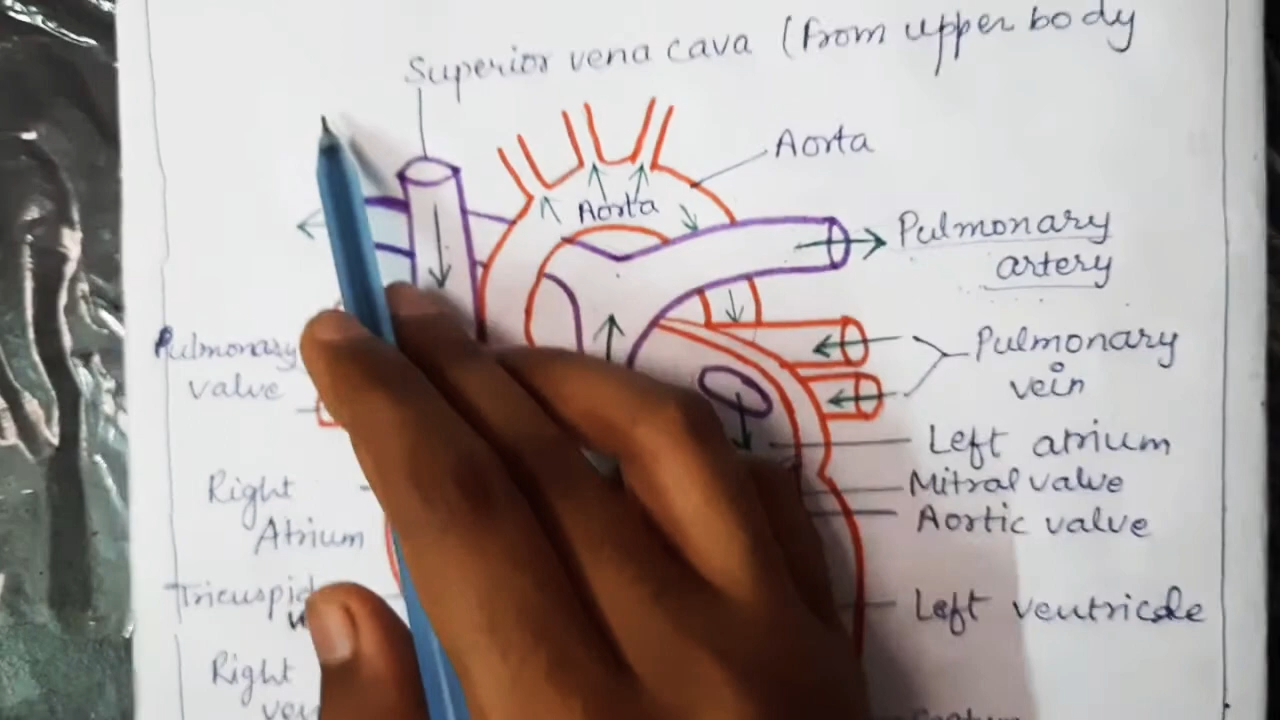 Superior vena cava (From upper body
Aorta
Aorta
Pulmonary
artery
Pulmonary
valve
Pulmonary
vein
Left atrium
Mitral valve
Aortic valve
Right
Atrium
Tricuspid
Left ventricle
Right